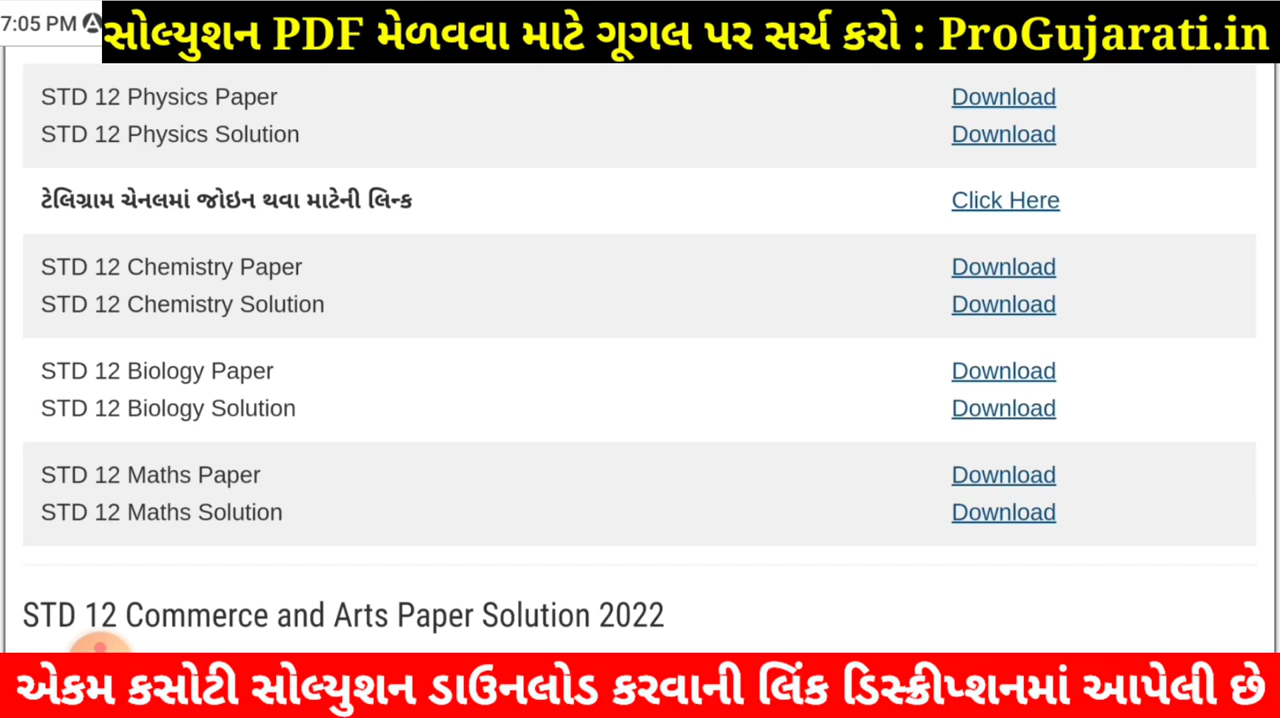 7:05 PM
સોલ્યુશન PDF મેળવવા માટે ગૂગલ પર સર્ચ કરો : ProGujarati.in
STD 12 Physics Paper Download
STD 12 Physics Solution Download
ટેલિગ્રામ ચેનલમાં જોઇન થવા માટેની લિન્ક Click Here
STD 12 Chemistry Paper Download
STD 12 Chemistry Solution Download
STD 12 Biology Paper Download
STD 12 Biology Solution Download
STD 12 Maths Paper Download
STD 12 Maths Solution Download
STD 12 Commerce and Arts Paper Solution 2022
એકમ કસોટી સોલ્યુશન ડાઉનલોડ કરવાની લિંક ડિસ્ક્રીપ્શનમાં આપેલી છે